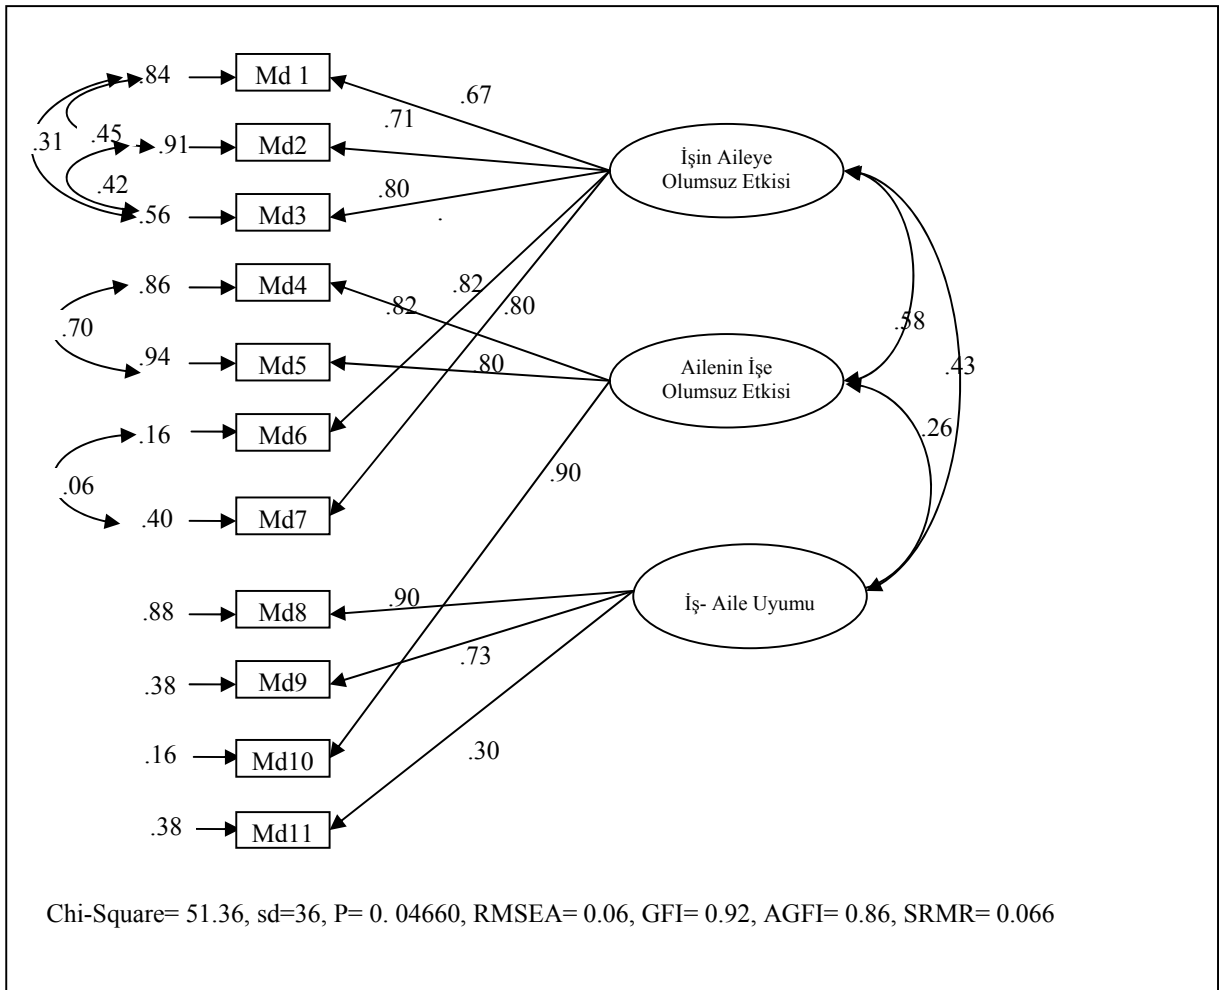 .84 Md 1 .67
.71
.31 .45 .91 Md2 İşin Aileye
Olumsuz Etkisi
.42 .80
.56 Md3 .
.86 Md4 .82 .82 .80
.70 .58
.94 Md5 .80 Ailenin İşe
Olumsuz Etkisi .43
.16 Md6 .26
.06 .90
.40 Md7
.88 Md8 .90 İş- Aile Uyumu
.38 Md9 .73
.16 Md10 .30
.38 Md11
Chi-Square= 51.36, sd=36, P= 0. 04660, RMSEA= 0.06, GFI= 0.92, AGFI= 0.86, SRMR= 0.066